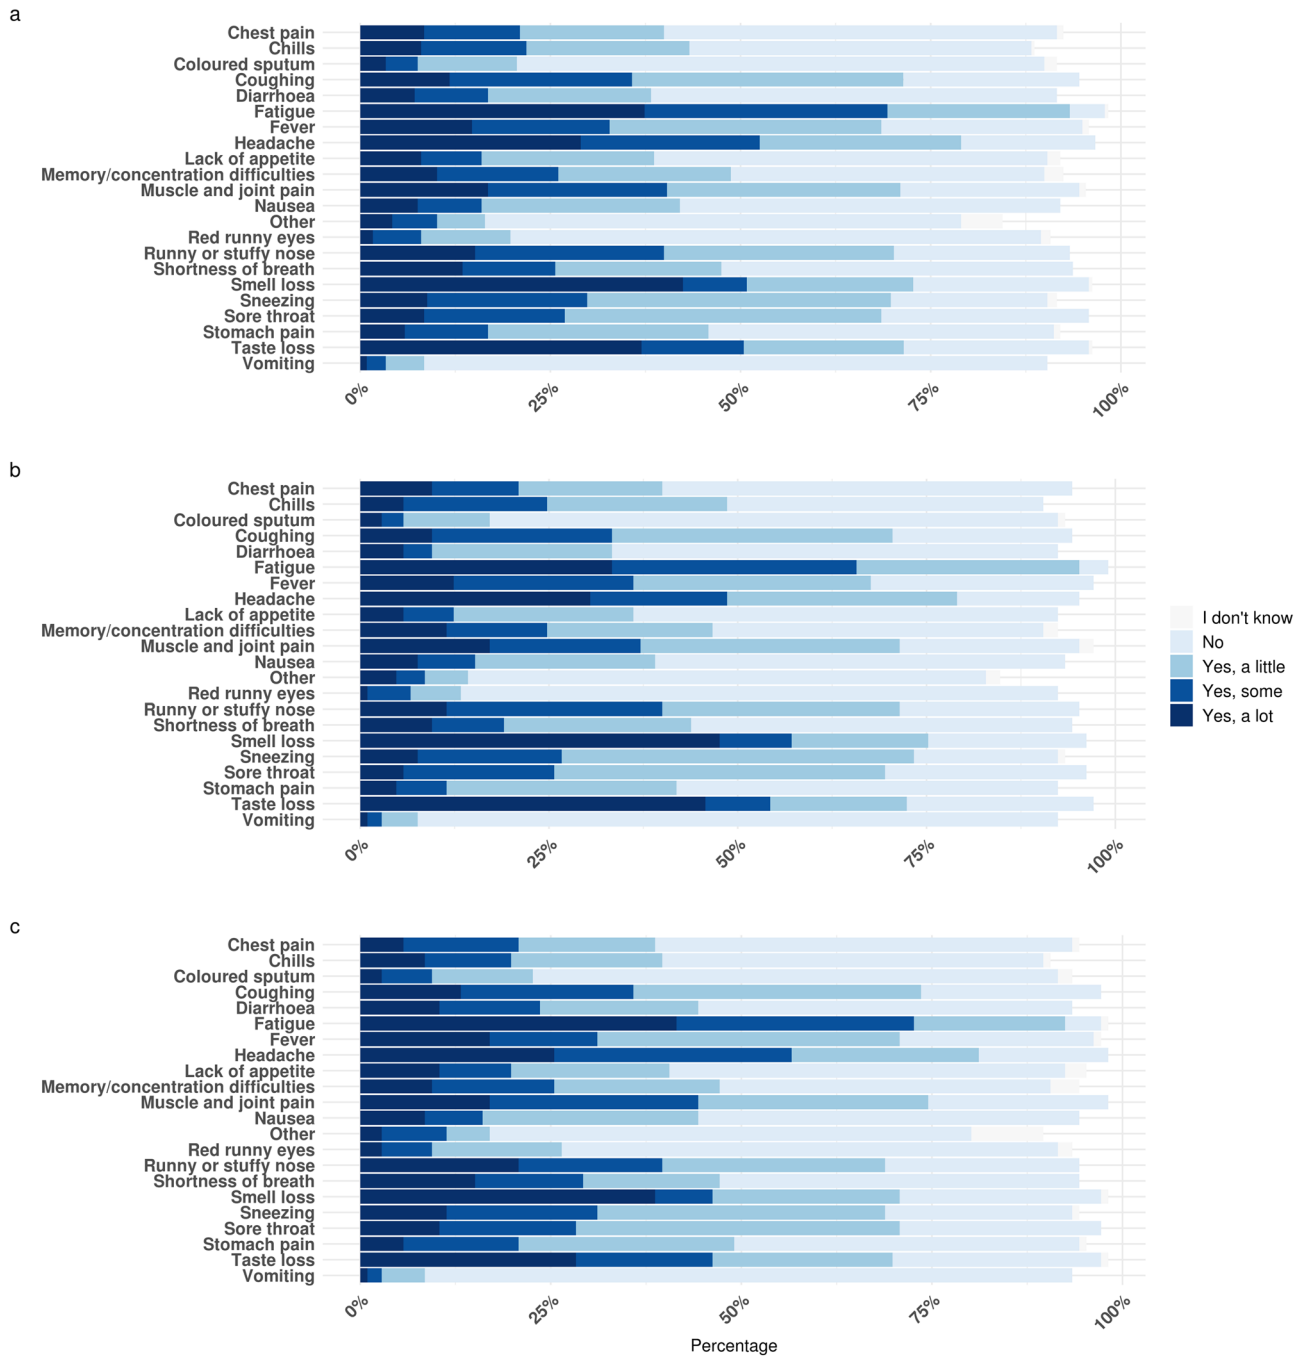 a
Chest pain
Chills
Coloured sputum
Coughing
Diarrhoea
Fatigue
Fever
Headache
Lack of appetite
Memory/concentration difficulties
Muscle and joint pain
Nausea
Other
Red runny eyes
Runny or stuffy nose
Shortness of breath
Smell loss
Sneezing
Sore throat
Stomach pain
Taste loss
Vomiting
0% 25% 50% 75% 100%
b
Chest pain
Chills
Coloured sputum
Coughing
Diarrhoea
Fatigue
Fever
Headache
Lack of appetite
Memory/concentration difficulties
Muscle and joint pain
Nausea
Other
Red runny eyes
Runny or stuffy nose
Shortness of breath
Smell loss
Sneezing
Sore throat
Stomach pain
Taste loss
Vomiting
0% 25% 50% 75% 100%
I don't know
No
Yes, a little
Yes, some
Yes, a lot
c
Chest pain
Chills
Coloured sputum
Coughing
Diarrhoea
Fatigue
Fever
Headache
Lack of appetite
Memory/concentration difficulties
Muscle and joint pain
Nausea
Other
Red runny eyes
Runny or stuffy nose
Shortness of breath
Smell loss
Sneezing
Sore throat
Stomach pain
Taste loss
Vomiting
0% 25% 50% 75% 100%
Percentage